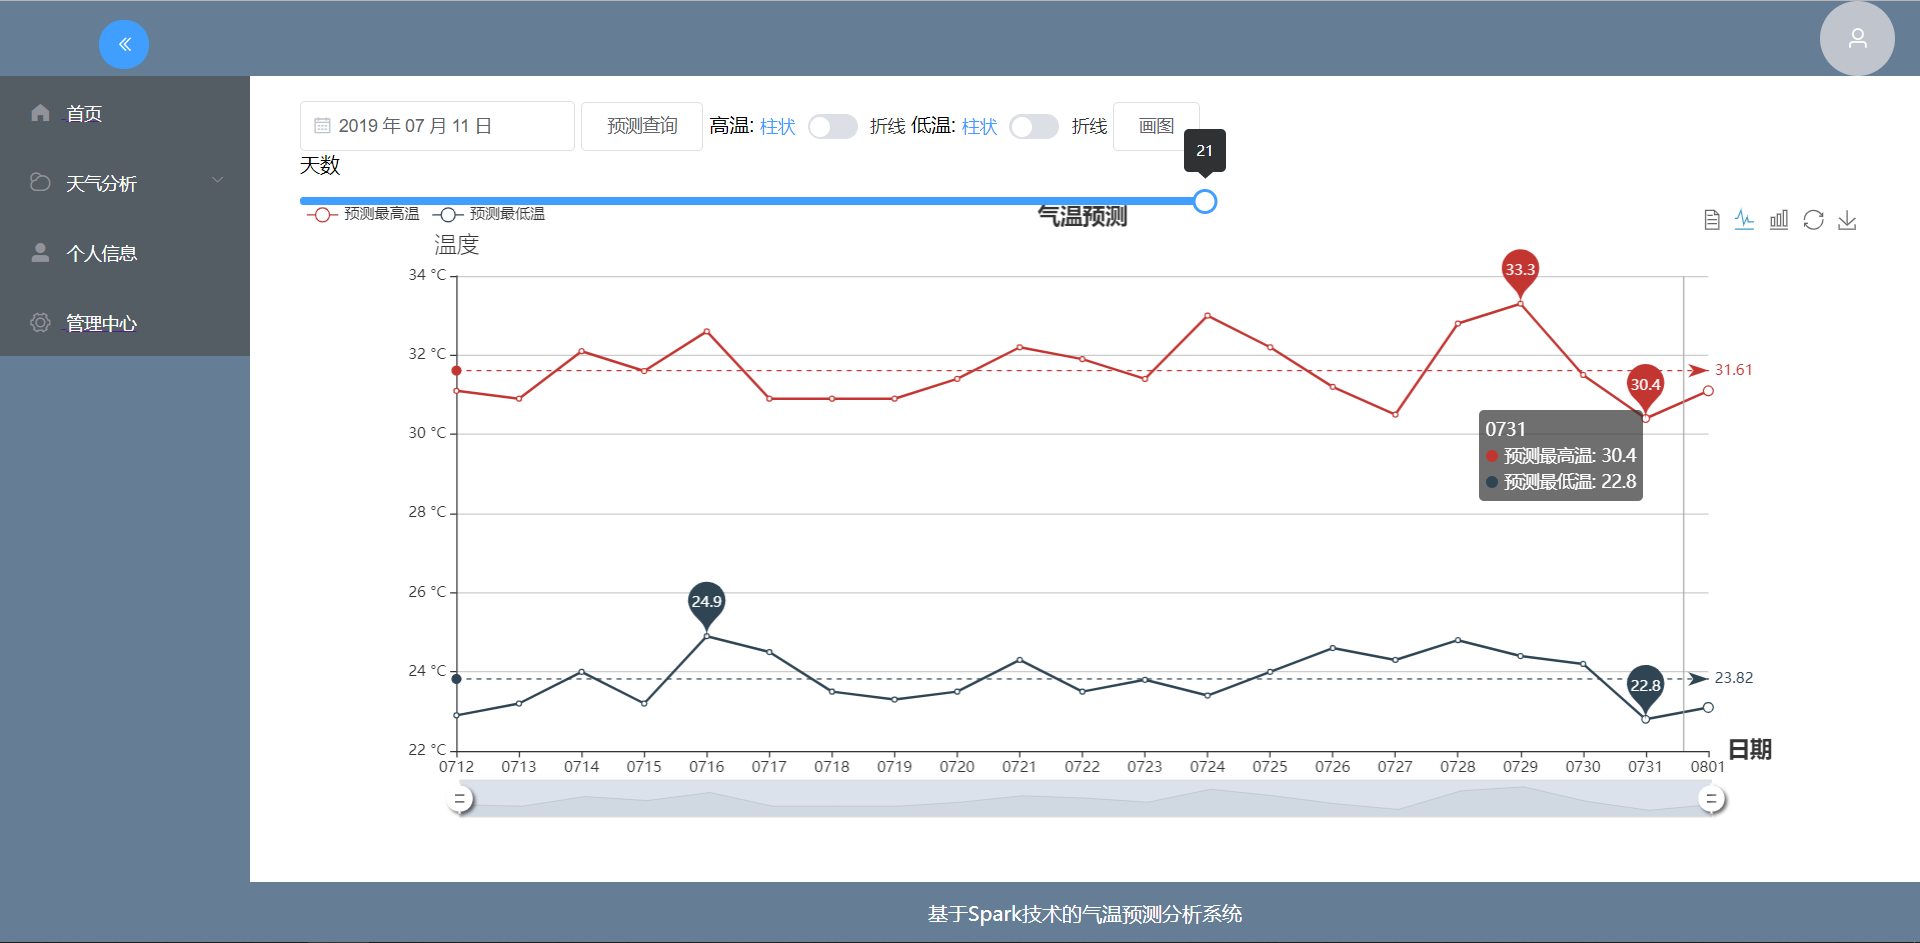 首页
天气分析
个人信息
管理中心
2019 年 07 月 11 日 预测查询 高温: 柱状 折线 低温: 柱状 折线 画图
21
天数
预测最高温 预测最低温
气温预测
温度
34 °C
32 °C
30 °C
28 °C
26 °C
24 °C
22 °C
33.3
31.61
30.4
0731
预测最高温: 30.4
预测最低温: 22.8
24.9
23.82
22.8
日期
0712 0713 0714 0715 0716 0717 0718 0719 0720 0721 0722 0723 0724 0725 0726 0727 0728 0729 0730 0731 0801
基于Spark技术的气温预测分析系统